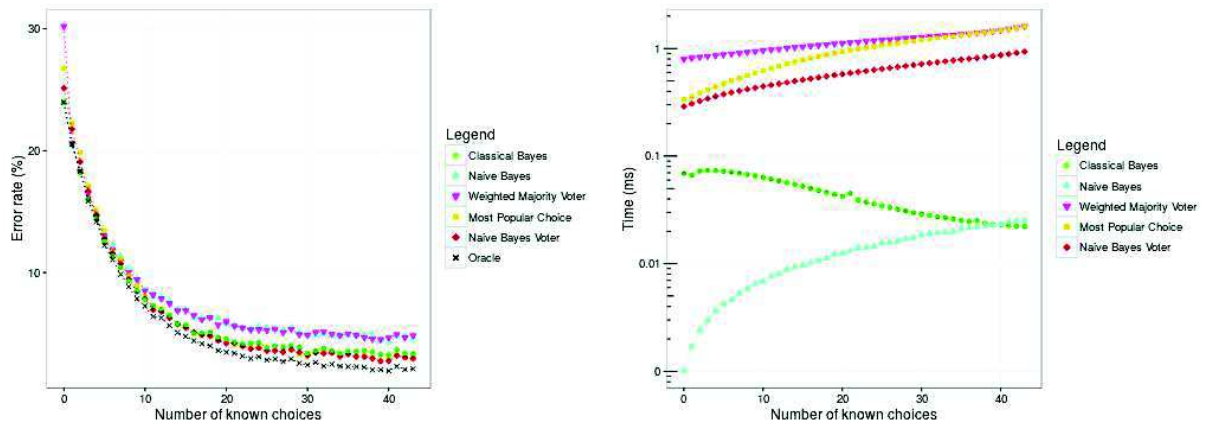 30
20
10
Error rate (%)
0
10
20
30
40
Number of known choices
Legend
Classical Bayes
Naive Bayes
Weighted Majority Voter
Most Popular Choice
Naive Bayes Voter
Oracle
1
0.1
0.01
0
Time (ms)
0
10
20
30
40
Number of known choices
Legend
Classical Bayes
Naive Bayes
Weighted Majority Voter
Most Popular Choice
Naive Bayes Voter